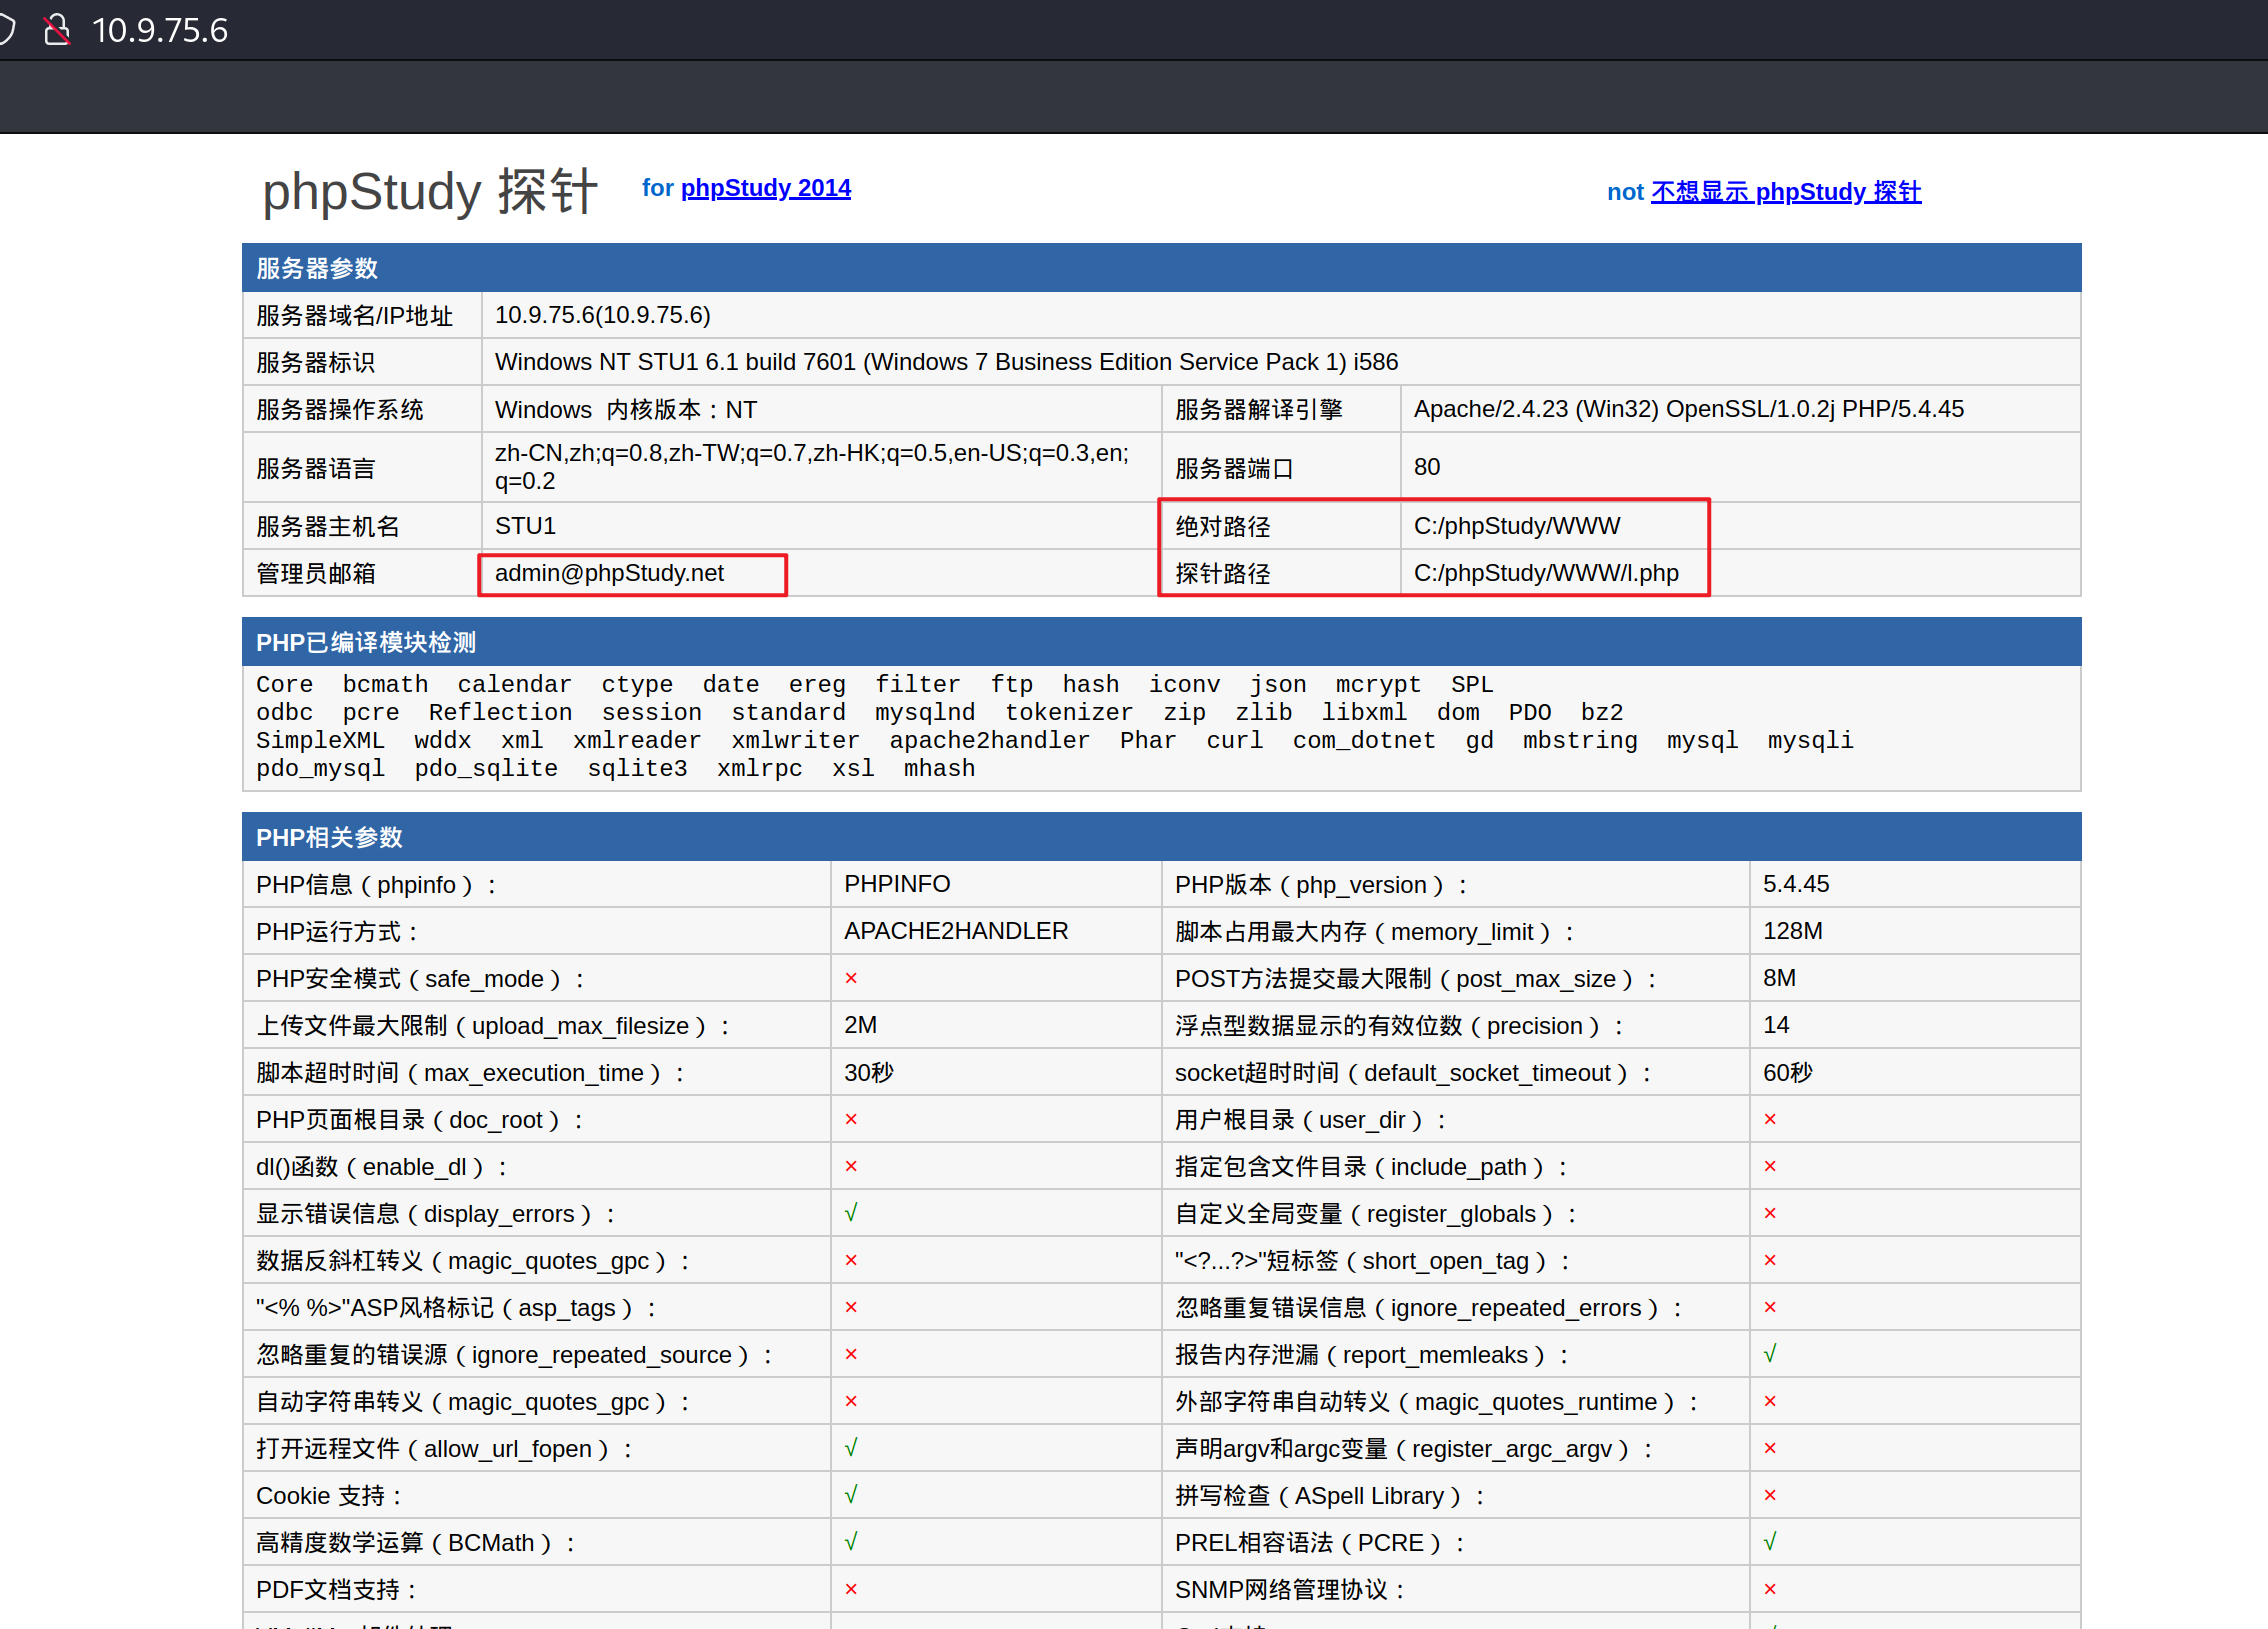 10.9.75.6
phpStudy 探针 for phpStudy 2014 not 不想显示 phpStudy 探针
服务器参数
服务器域名/IP地址 10.9.75.6(10.9.75.6)
服务器标识 Windows NT STU1 6.1 build 7601 (Windows 7 Business Edition Service Pack 1) i586
服务器操作系统 Windows 内核版本：NT 服务器解译引擎 Apache/2.4.23 (Win32) OpenSSL/1.0.2j PHP/5.4.45
服务器语言 zh-CN,zh;q=0.8,zh-TW;q=0.7,zh-HK;q=0.5,en-US;q=0.3,en;
q=0.2 服务器端口 80
服务器主机名 STU1 绝对路径 C:/phpStudy/WWW
管理员邮箱 admin@phpStudy.net 探针路径 C:/phpStudy/WWW/l.php
PHP已编译模块检测
Core bcmath calendar ctype date ereg filter ftp hash iconv json mcrypt SPL
odbc pcre Reflection session standard mysqlnd tokenizer zip zlib libxml dom PDO bz2
SimpleXML wddx xml xmlreader xmlwriter apache2handler Phar curl com_dotnet gd mbstring mysql mysqli
pdo_mysql pdo_sqlite sqlite3 xmlrpc xsl mhash
PHP相关参数
PHP信息（phpinfo）： PHPINFO PHP版本（php_version）： 5.4.45
PHP运行方式： APACHE2HANDLER 脚本占用最大内存（memory_limit）： 128M
PHP安全模式（safe_mode）： × POST方法提交最大限制（post_max_size）： 8M
上传文件最大限制（upload_max_filesize）： 2M 浮点型数据显示的有效位数（precision）： 14
脚本超时时间（max_execution_time）： 30秒 socket超时时间（default_socket_timeout）： 60秒
PHP页面根目录（doc_root）： × 用户根目录（user_dir）： ×
dl()函数（enable_dl）： × 指定包含文件目录（include_path）： ×
显示错误信息（display_errors）： √ 自定义全局变量（register_globals）： ×
数据反斜杠转义（magic_quotes_gpc）： × "<?...?>"短标签（short_open_tag）： ×
"<% %>"ASP风格标记（asp_tags）： × 忽略重复错误信息（ignore_repeated_errors）： ×
忽略重复的错误源（ignore_repeated_source）： × 报告内存泄漏（report_memleaks）： √
自动字符串转义（magic_quotes_gpc）： × 外部字符串自动转义（magic_quotes_runtime）： ×
打开远程文件（allow_url_fopen）： √ 声明argv和argc变量（register_argc_argv）： ×
Cookie 支持： √ 拼写检查（ASpell Library）： ×
高精度数学运算（BCMath）： √ PREL相容语法（PCRE）： √
PDF文档支持： × SNMP网络管理协议： ×